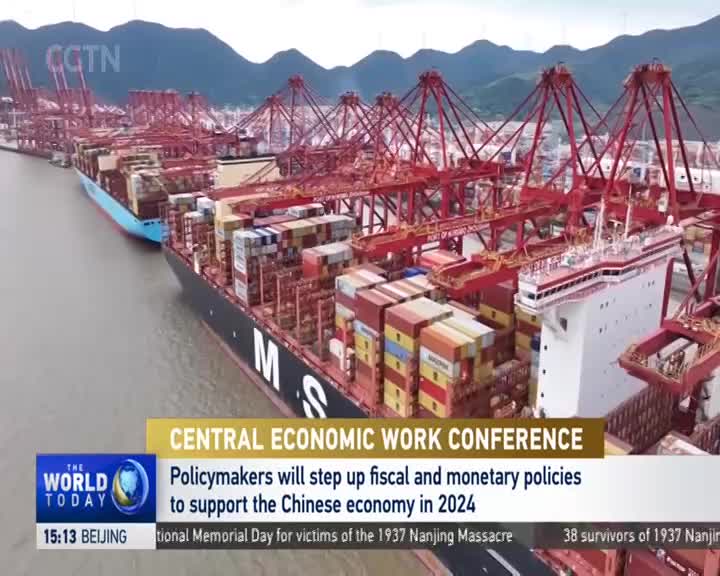 CGTN
M S
CENTRAL ECONOMIC WORK CONFERENCE
THE
WORLD
TODAY
Policymakers will step up fiscal and monetary policies
to support the Chinese economy in 2024
15:13 BEIJING
tional Memorial Day for victims of the 1937 Nanjing Massacre 38 survivors of 1937 Nanjin